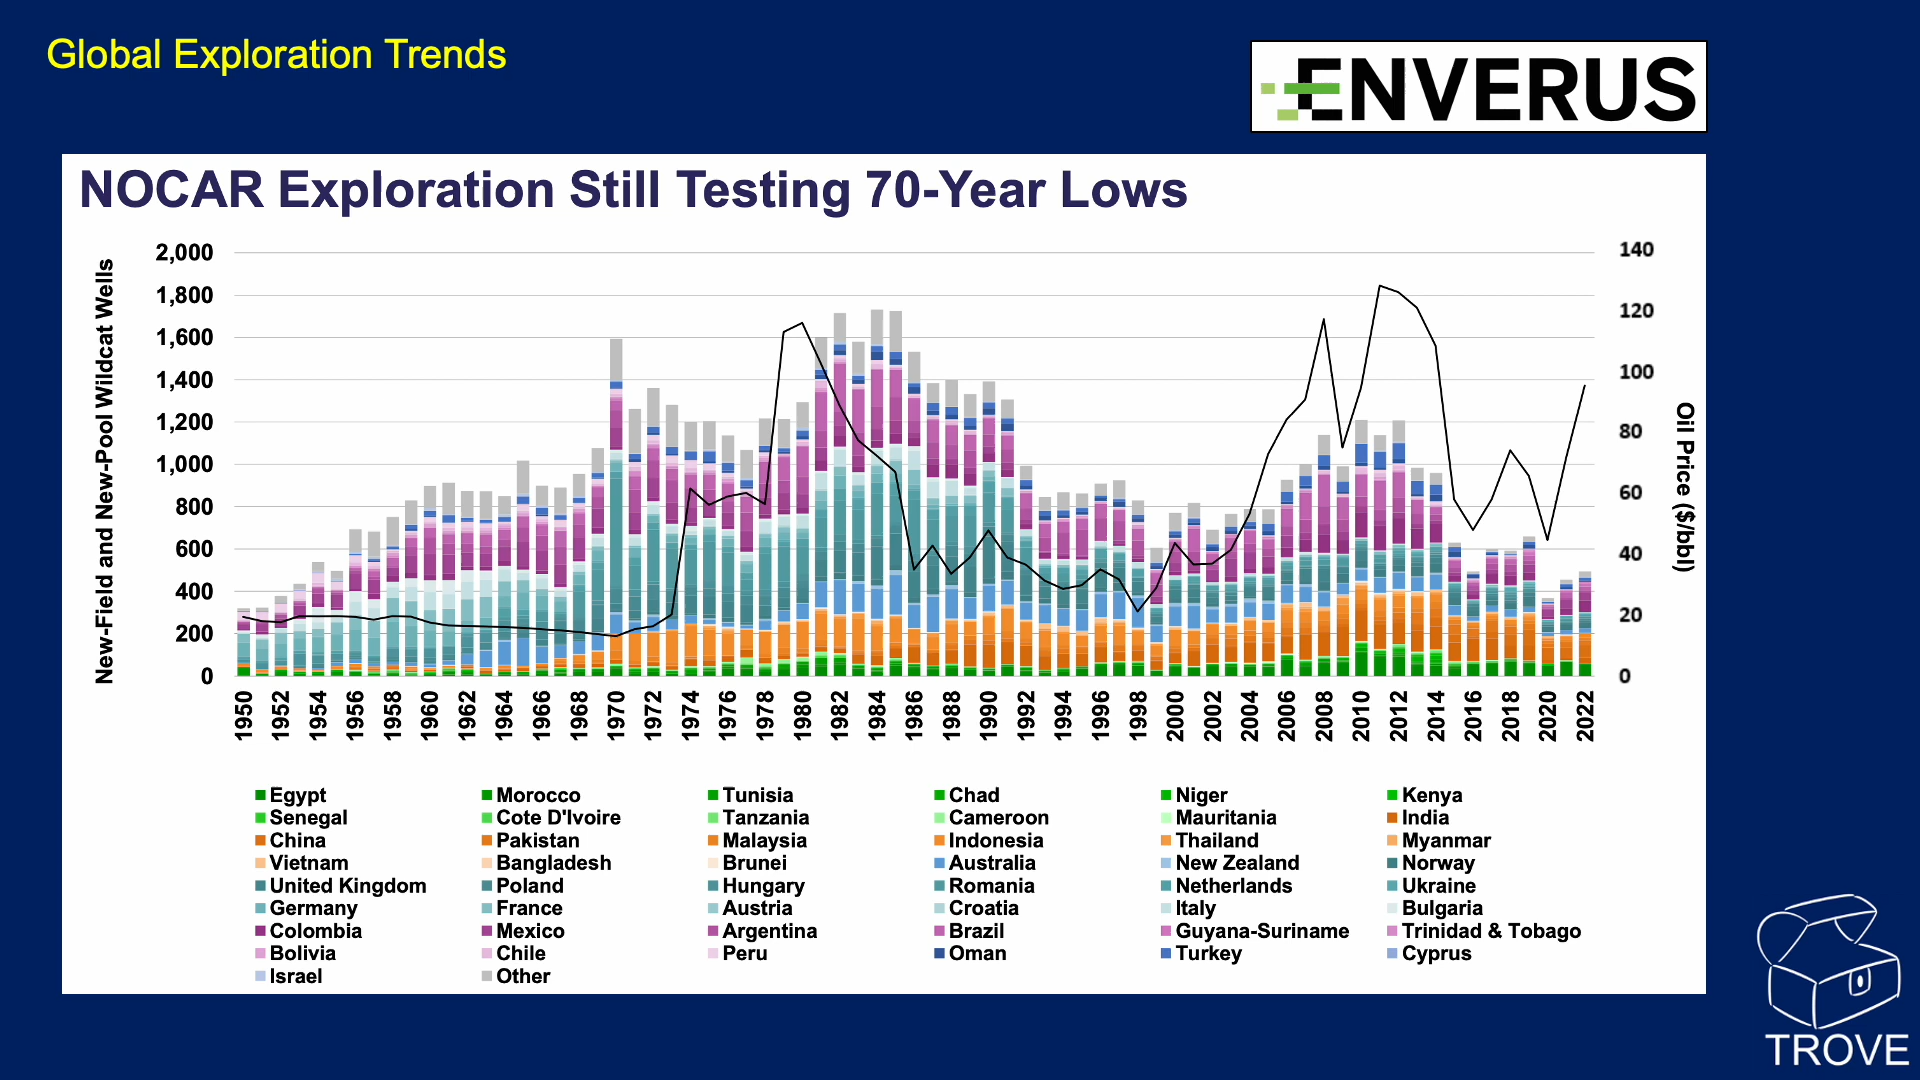 Global Exploration Trends
ENVERUS
NOCAR Exploration Still Testing 70-Year Lows
New-Field and New-Pool Wildcat Wells
2,000
1,800
1,600
1,400
1,200
1,000
800
600
400
200
0
140
120
100
80
60
40
20
0
Oil Price ($/bbl)
1950 1952 1954 1956 1958 1960 1962 1964 1966 1968 1970 1972 1974 1976 1978 1980 1982 1984 1986 1988 1990 1992 1994 1996 1998 2000 2002 2004 2006 2008 2010 2012 2014 2016 2018 2020 2022
Egypt Morocco Tunisia Chad Niger Kenya
Senegal Cote D'Ivoire Tanzania Cameroon Mauritania India
China Pakistan Malaysia Indonesia Thailand Myanmar
Vietnam Bangladesh Brunei Australia New Zealand Norway
United Kingdom Poland Hungary Romania Netherlands Ukraine
Germany France Austria Croatia Italy Bulgaria
Colombia Mexico Argentina Brazil Guyana-Suriname Trinidad & Tobago
Bolivia Chile Peru Oman Turkey Cyprus
Israel Other
TROVE